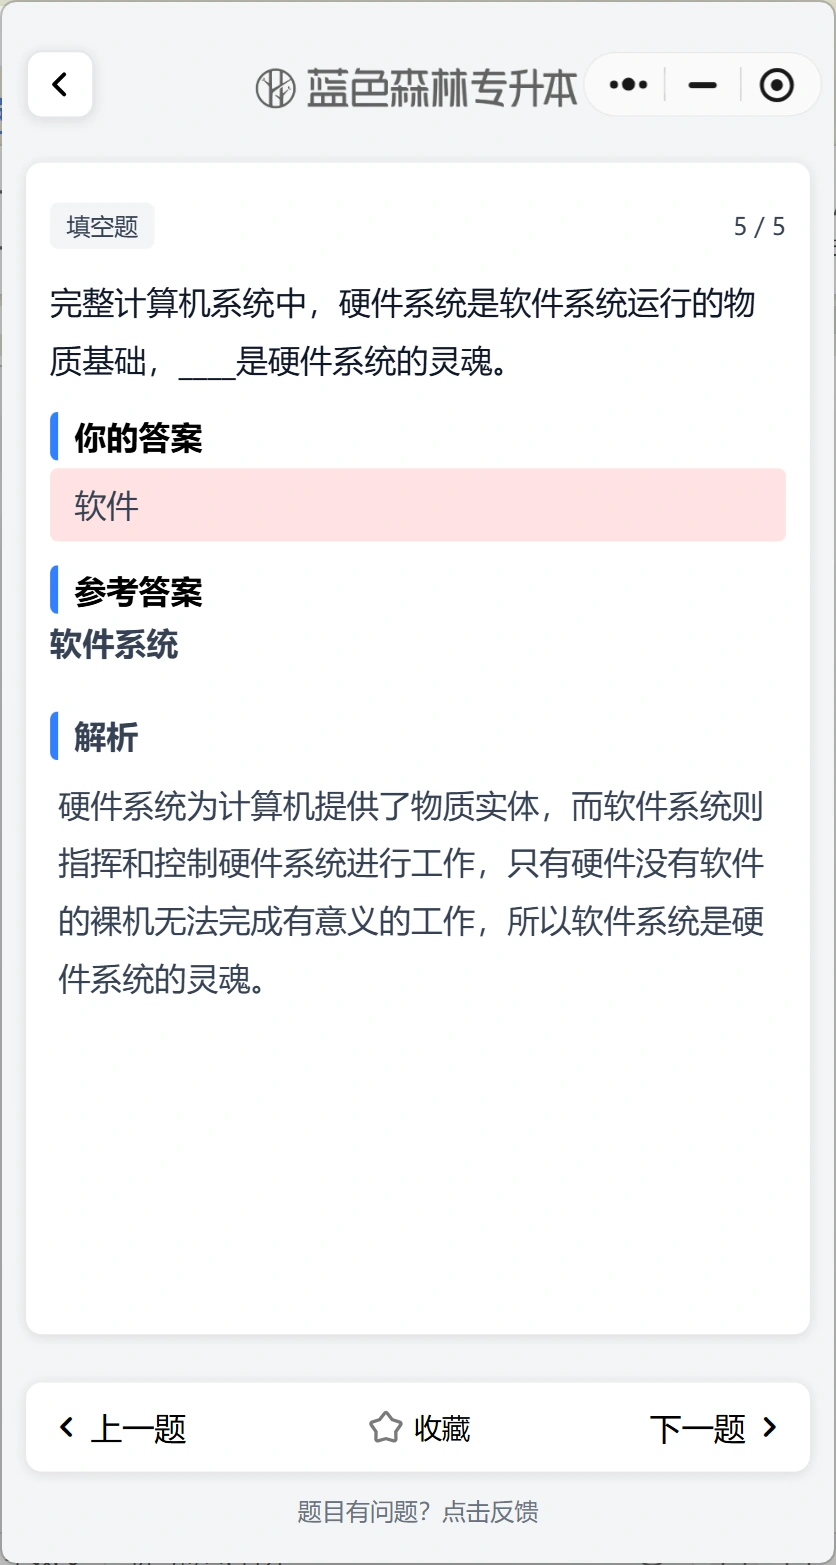 蓝色森林专升本
填空题
5 / 5
完整计算机系统中，硬件系统是软件系统运行的物
质基础，____是硬件系统的灵魂。
你的答案
软件
参考答案
软件系统
解析
硬件系统为计算机提供了物质实体，而软件系统则
指挥和控制硬件系统进行工作，只有硬件没有软件
的裸机无法完成有意义的工作，所以软件系统是硬
件系统的灵魂。
上一题
收藏
下一题
题目有问题？点击反馈